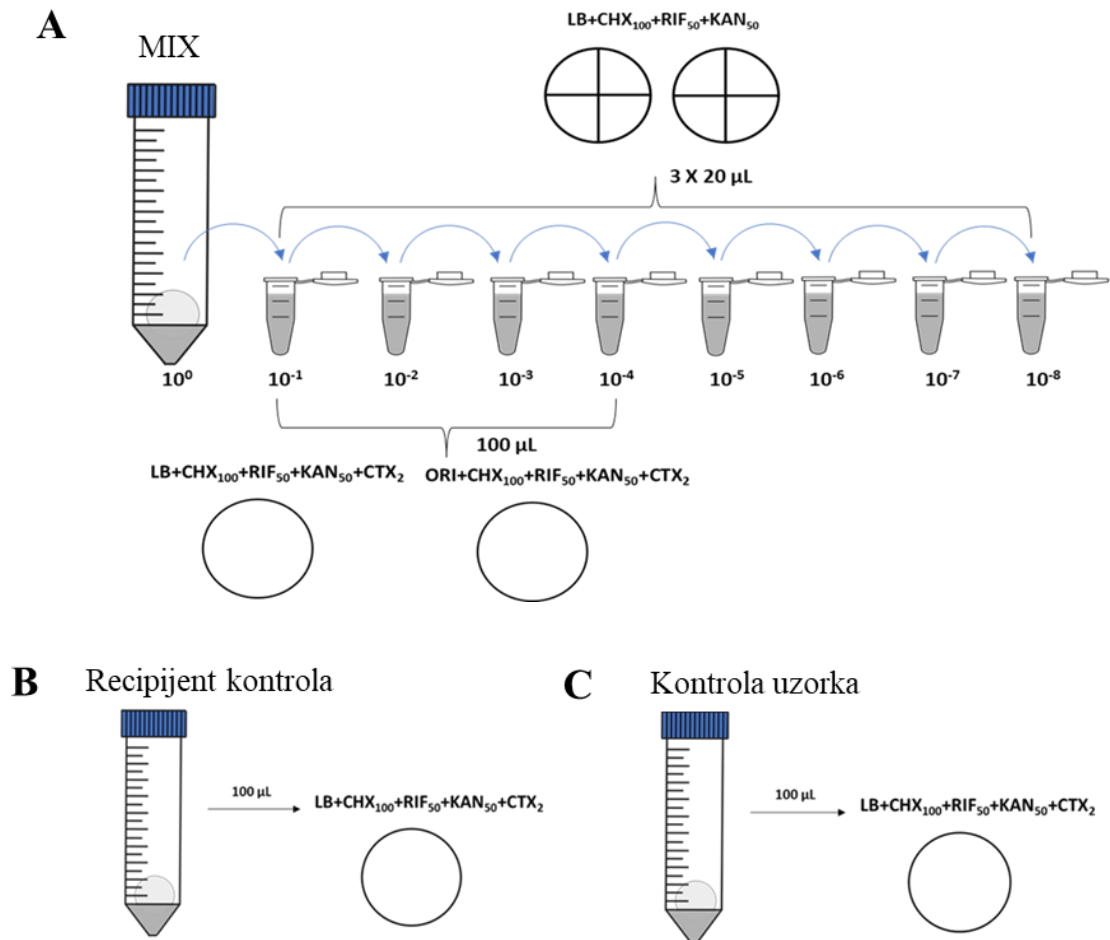 A
MIX
LB+CHX₁₀₀+RIF₅₀+KAN₅₀
3 X 20 µL
10⁰ 10⁻¹ 10⁻² 10⁻³ 10⁻⁴ 10⁻⁵ 10⁻⁶ 10⁻⁷ 10⁻⁸
100 µL
LB+CHX₁₀₀+RIF₅₀+KAN₅₀+CTX₂ ORI+CHX₁₀₀+RIF₅₀+KAN₅₀+CTX₂
B Recipijent kontrola
100 µL
LB+CHX₁₀₀+RIF₅₀+KAN₅₀+CTX₂
C Kontrola uzorka
100 µL
LB+CHX₁₀₀+RIF₅₀+KAN₅₀+CTX₂